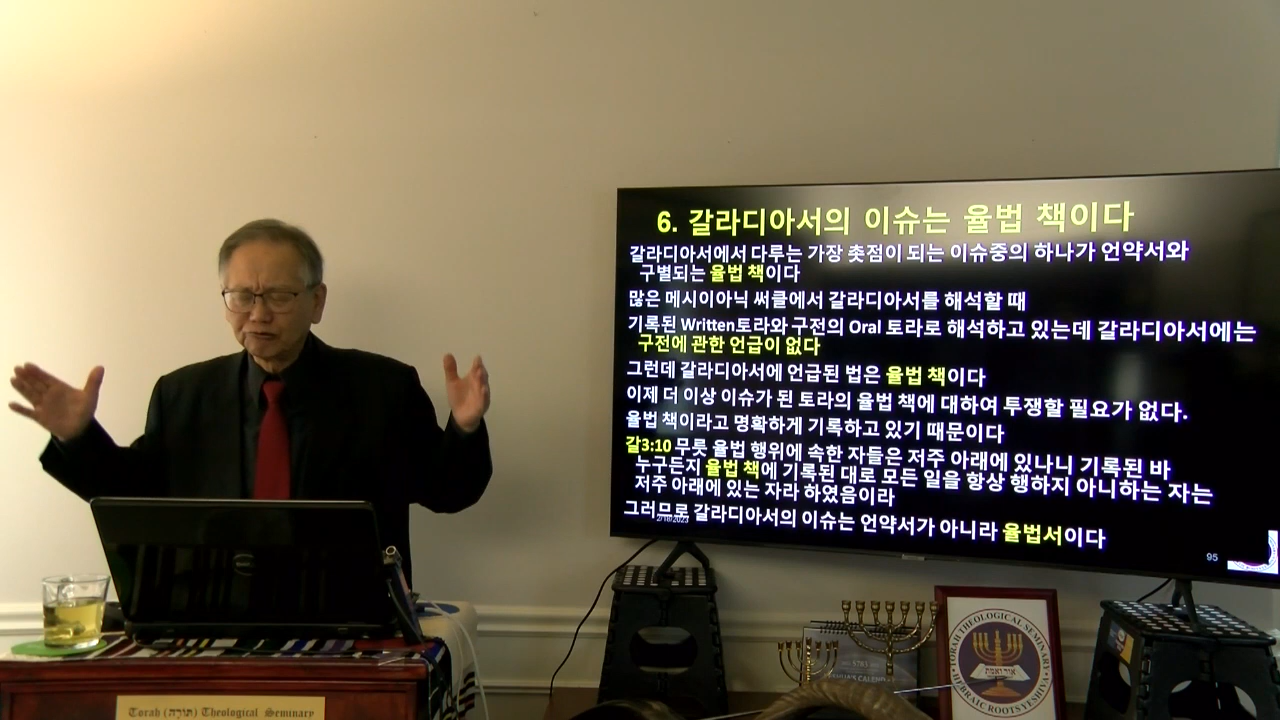 6. 갈라디아서의 이슈는 율법 책이다
갈라디아서에서 다루는 가장 촛점이 되는 이슈중의 하나가 언약서와
구별되는 율법 책이다
많은 메시이아닉 써클에서 갈라디아서를 해석할 때
기록된 Written토라와 구전의 Oral 토라로 해석하고 있는데 갈라디아서에는
구전에 관한 언급이 없다
그런데 갈라디아서에 언급된 법은 율법 책이다
이제 더 이상 이슈가 된 토라의 율법 책에 대하여 투쟁할 필요가 없다.
율법 책이라고 명확하게 기록하고 있기 때문이다
갈3:10 무릇 율법 행위에 속한 자들은 저주 아래에 있나니 기록된 바
누구든지 율법 책에 기록된 대로 모든 일을 항상 행하지 아니하는 자는
저주 아래에 있는 자라 하였음이라
그러므로 갈라디아서의 이슈는 언약서가 아니라 율법서이다
2/18/2023
95
DELL
5783
CALENDAR
TORAH THEOLOGICAL SEMINARY
אור ואמת
HEBRAIC ROOTS YESHIVA
Torah (תורה) Theological Seminary